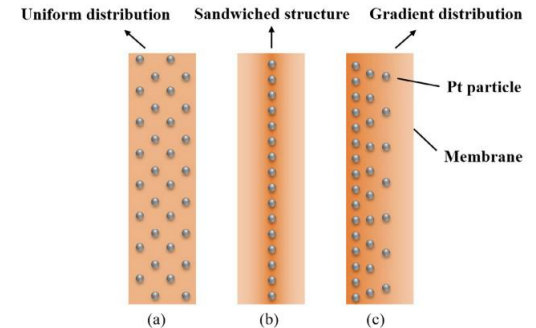 Uniform distribution
Sandwiched structure
Gradient distribution
Pt particle
Membrane
(a)
(b)
(c)